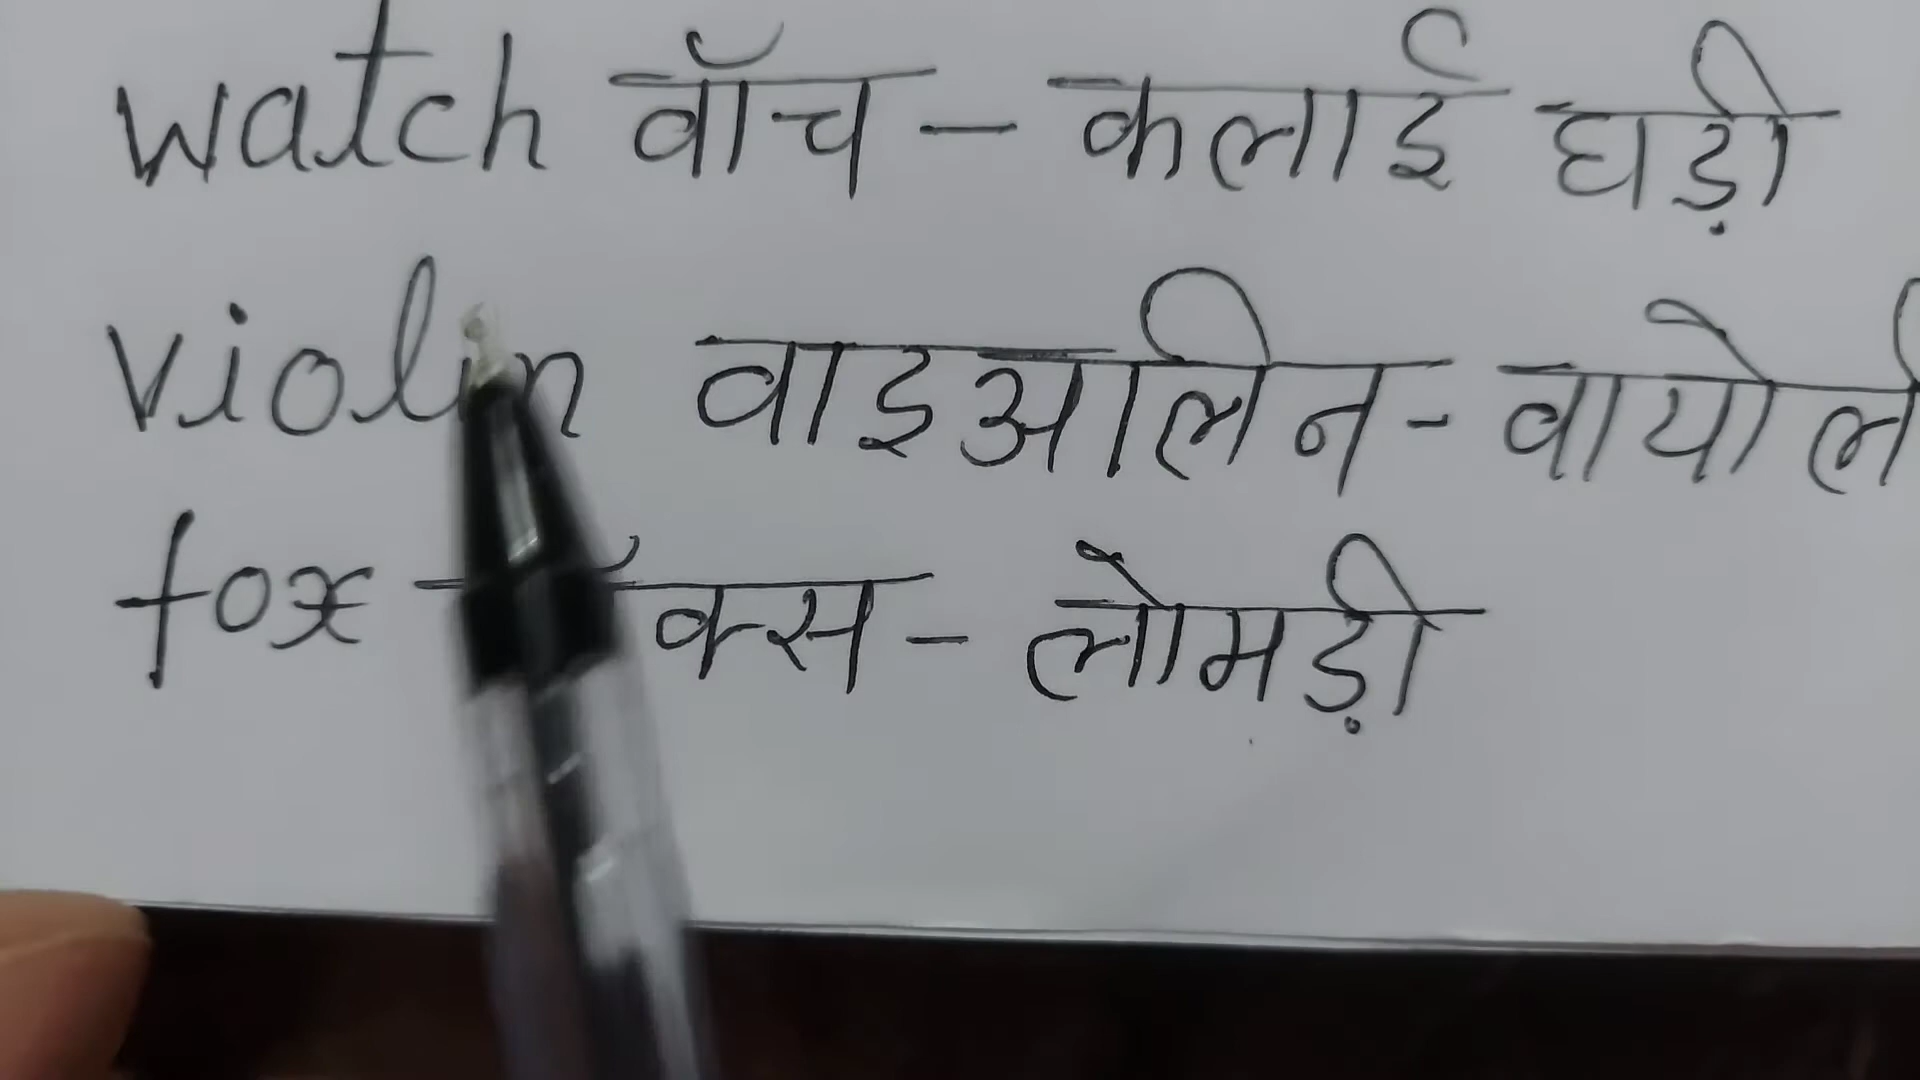 watch वॉच - कलाई घड़ी
violin वाइआलिन -
fox - लोमड़ी